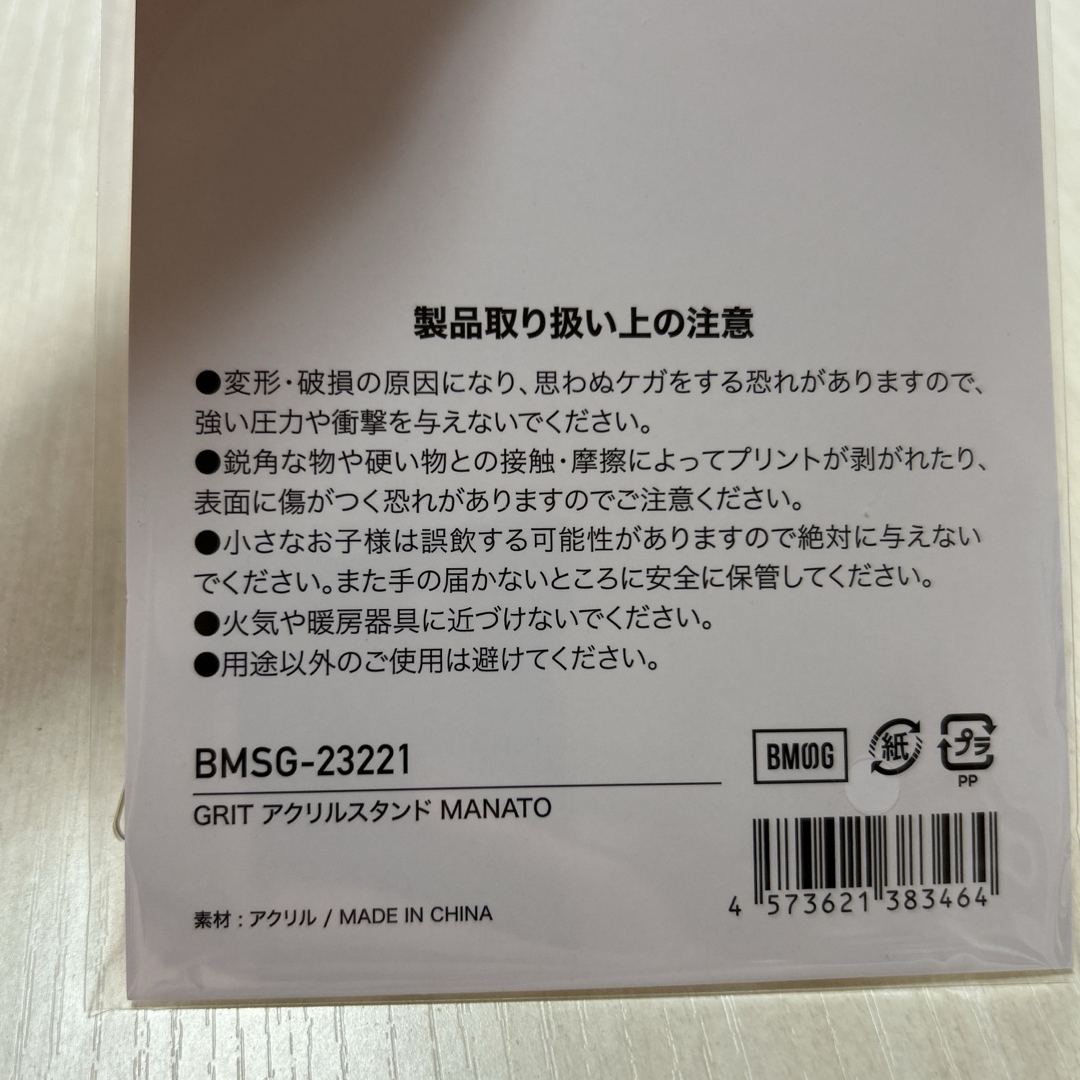 製品取り扱い上の注意
●変形・破損の原因になり、思わぬケガをする恐れがありますので、
強い圧力や衝撃を与えないでください。
●鋭角な物や硬い物との接触・摩擦によってプリントが剥がれたり、
表面に傷がつく恐れがありますのでご注意ください。
●小さなお子様は誤飲する可能性がありますので絶対に与えない
でください。また手の届かないところに安全に保管してください。
●火気や暖房器具に近づけないでください。
●用途以外のご使用は避けてください。
BMSG-23221
BMSG 紙 プラ
PP
GRIT アクリルスタンド MANATO
素材 : アクリル / MADE IN CHINA
4 573621 383464